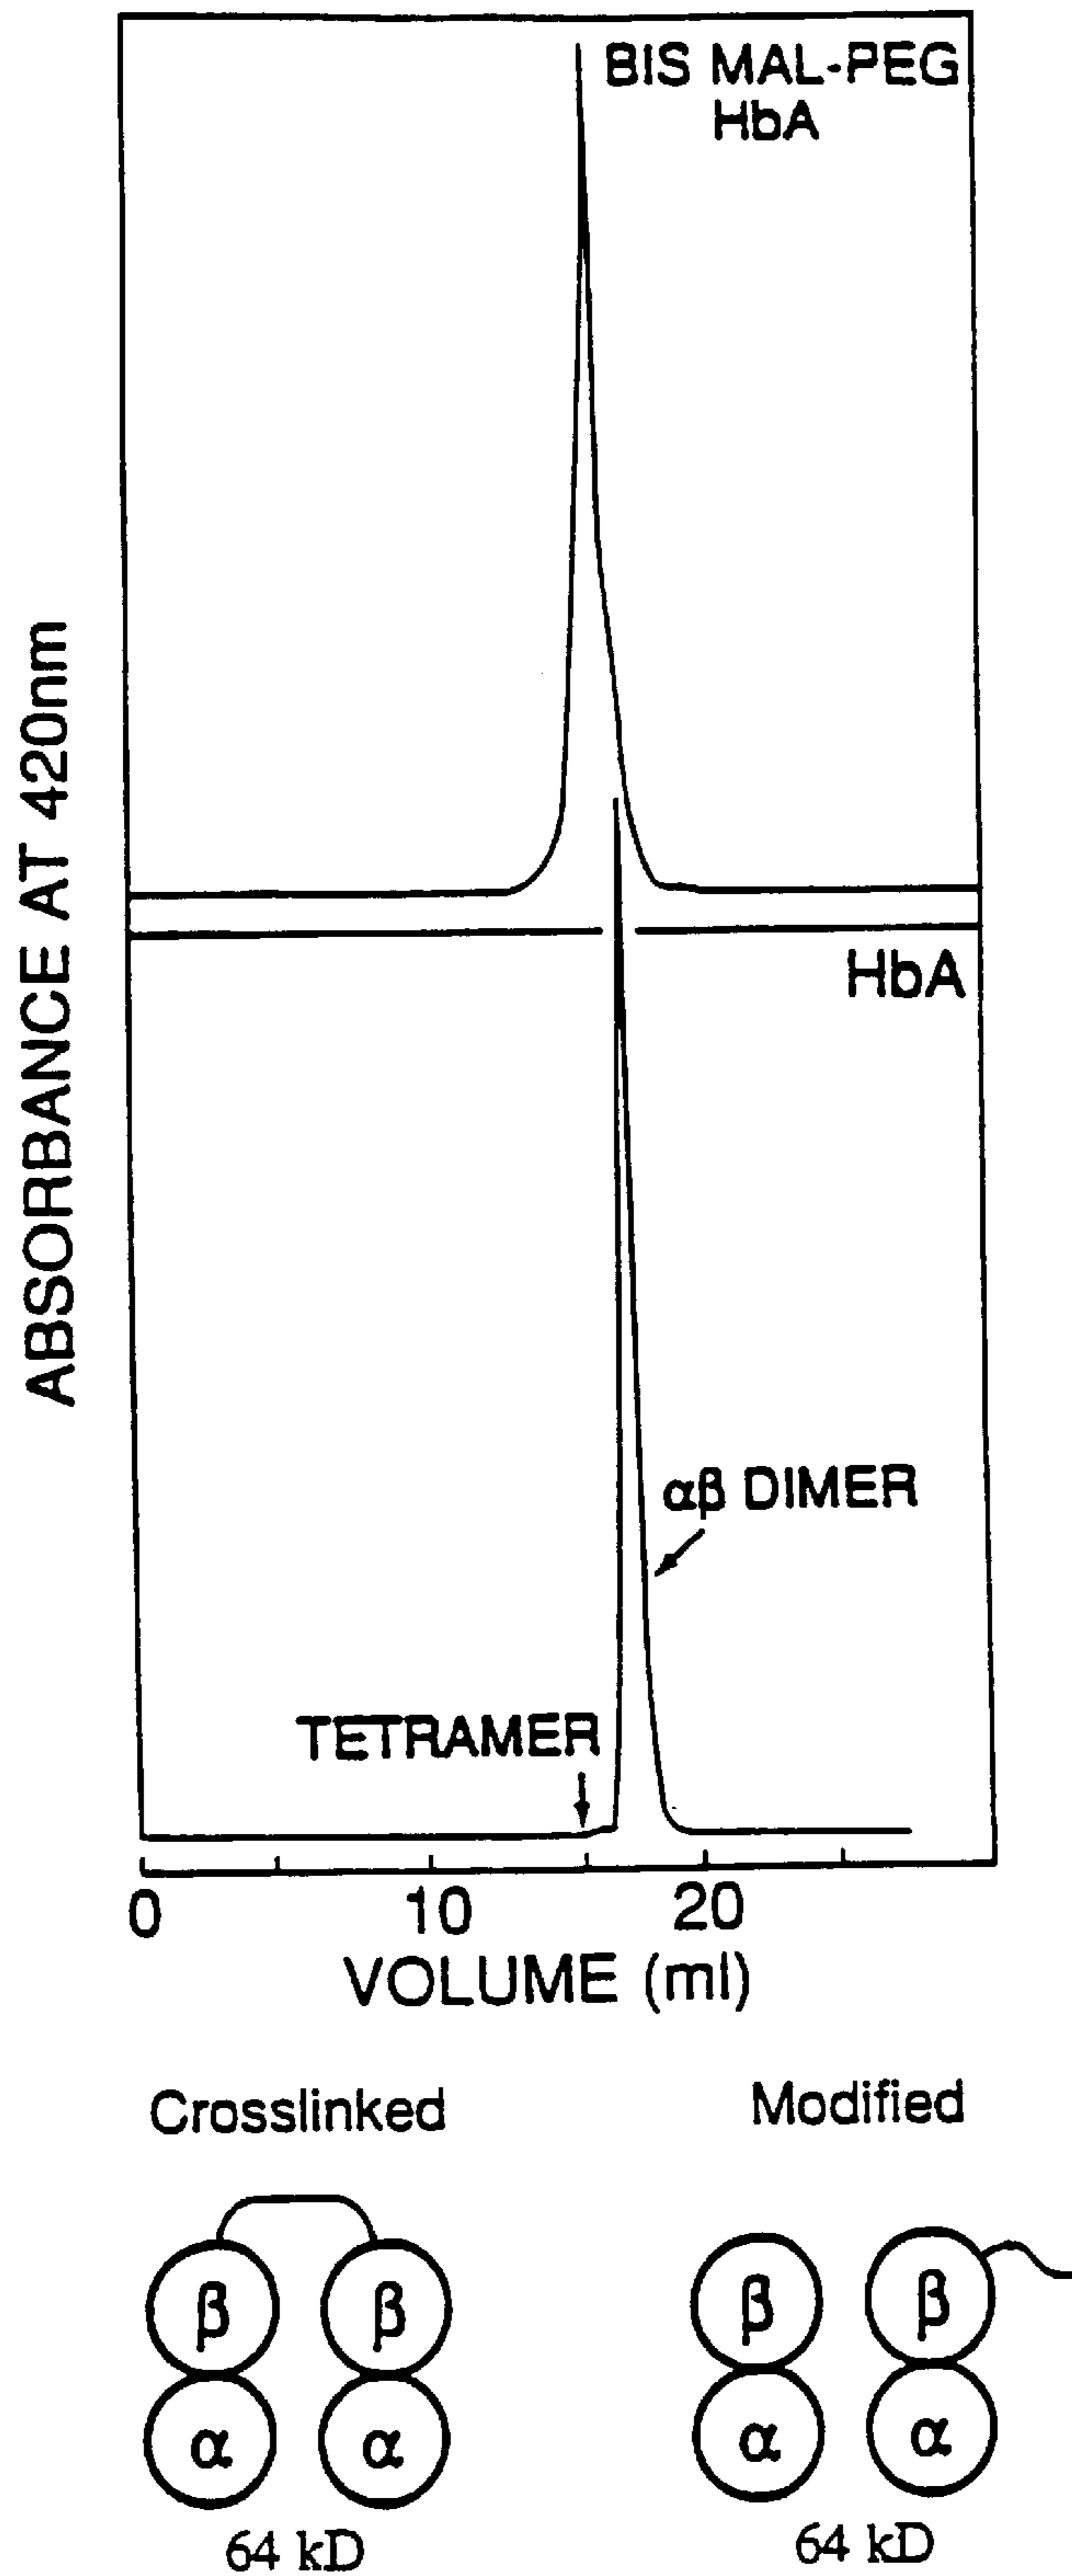 BIS MAL-PEG
HbA
ABSORBANCE AT 420nm
HbA
αβ DIMER
TETRAMER
0 10 20
VOLUME (ml)
Crosslinked Modified
β β β β
α α α α
64 kD 64 kD